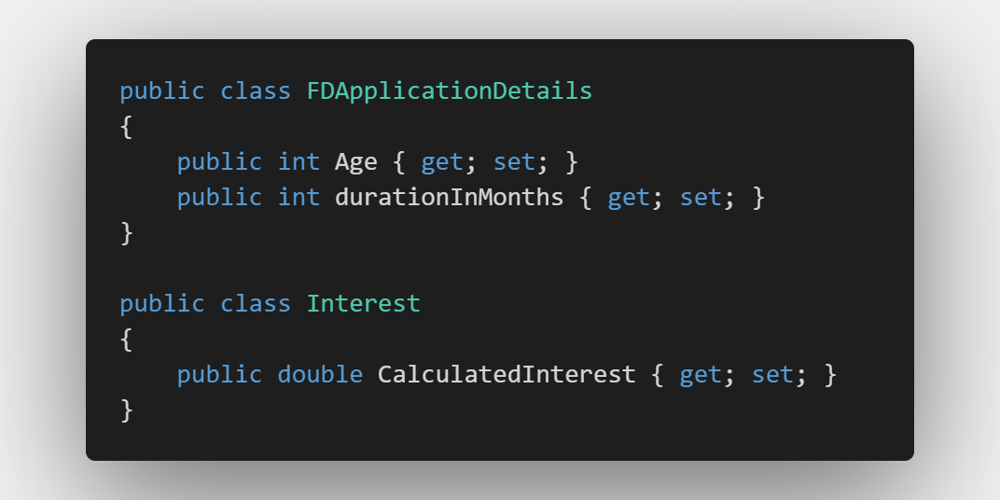 public class FDApplicationDetails
{
    public int Age { get; set; }
    public int durationInMonths { get; set; }
}

public class Interest
{
    public double CalculatedInterest { get; set; }
}